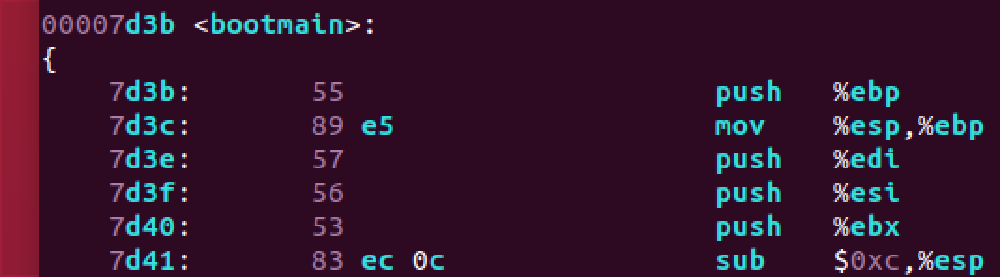 00007d3b <bootmain>:
{
    7d3b:       55                      push   %ebp
    7d3c:       89 e5                   mov    %esp,%ebp
    7d3e:       57                      push   %edi
    7d3f:       56                      push   %esi
    7d40:       53                      push   %ebx
    7d41:       83 ec 0c                sub    $0xc,%esp